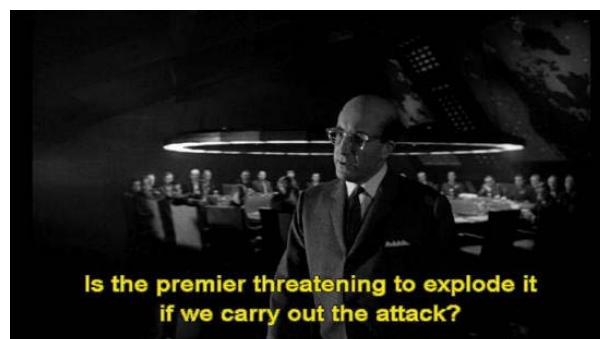 Is the premier threatening to explode it
if we carry out the attack?